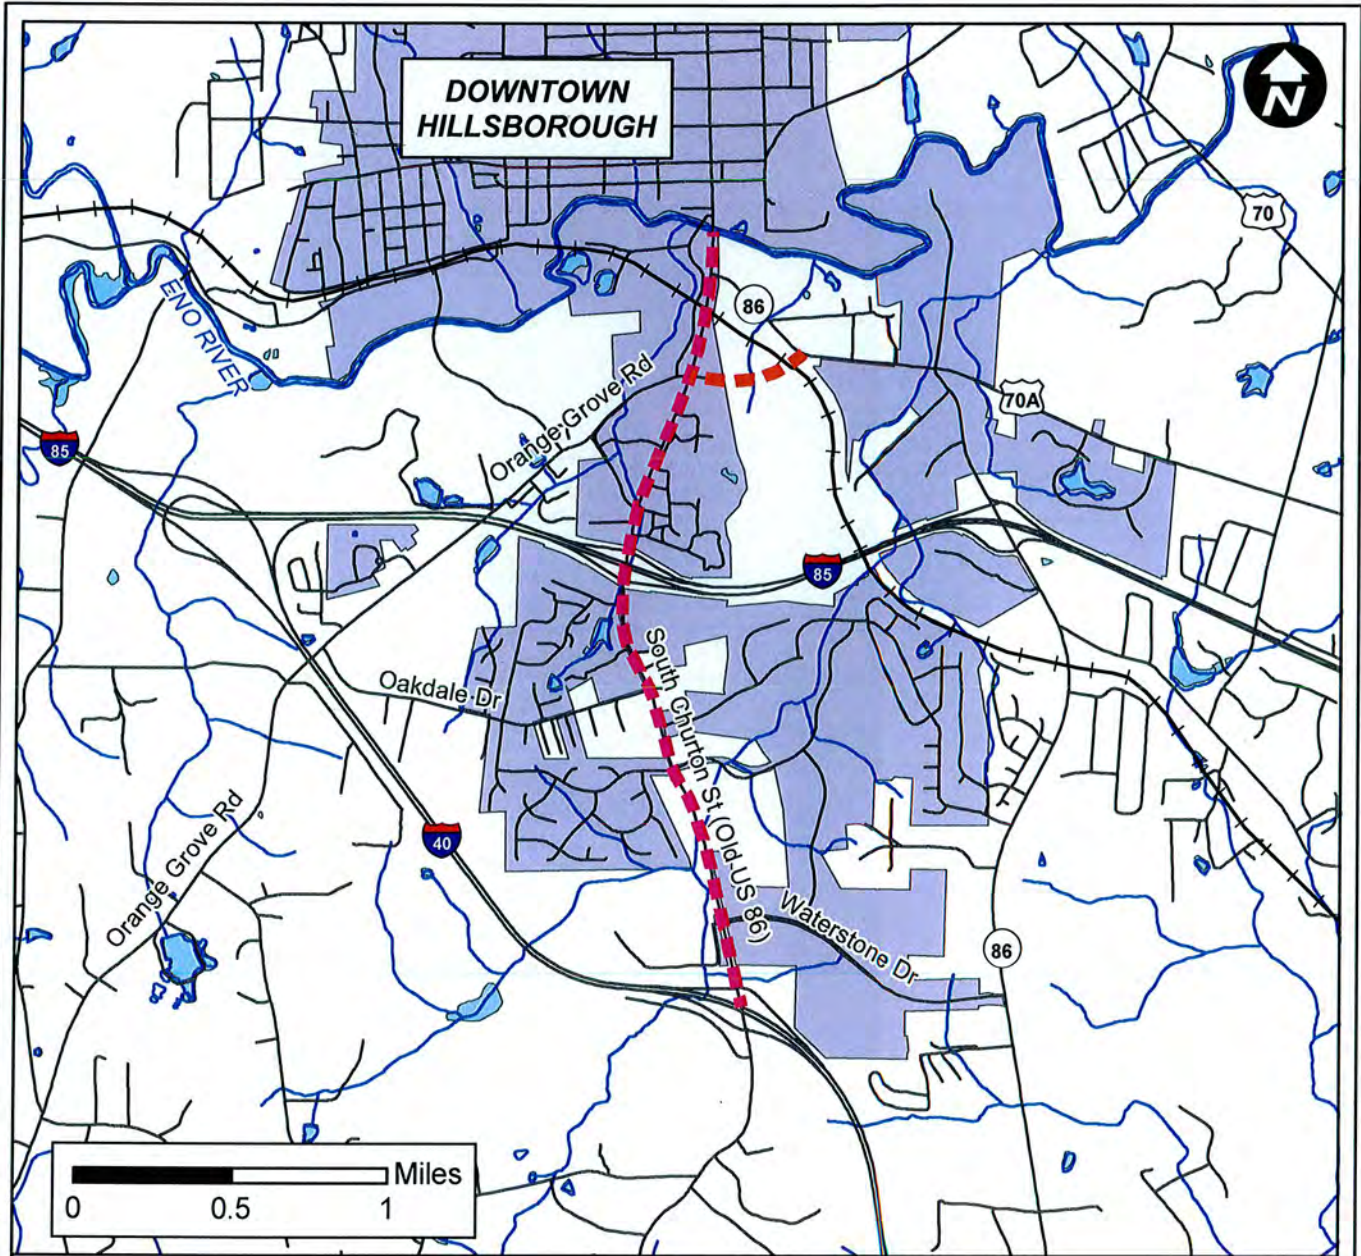 DOWNTOWN
HILLSBOROUGH
N
70
86
ENO RIVER
Orange Grove Rd
70A
85
85
South Churton St (Old US 86)
Oakdale Dr
Orange Grove Rd
40
Waterstone Dr
86
Miles
0 0.5 1